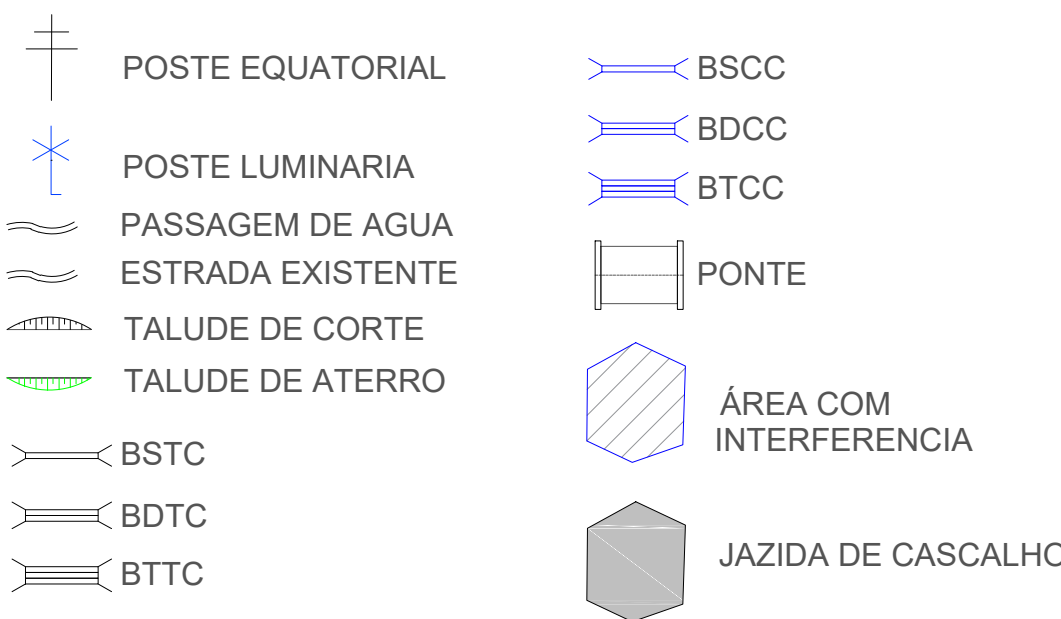 POSTE EQUATORIAL
POSTE LUMINARIA
PASSAGEM DE AGUA
ESTRADA EXISTENTE
TALUDE DE CORTE
TALUDE DE ATERRO
BSTC
BDTC
BTTC
BSCC
BDCC
BTCC
PONTE
ÁREA COM
INTERFERENCIA
JAZIDA DE CASCALHO